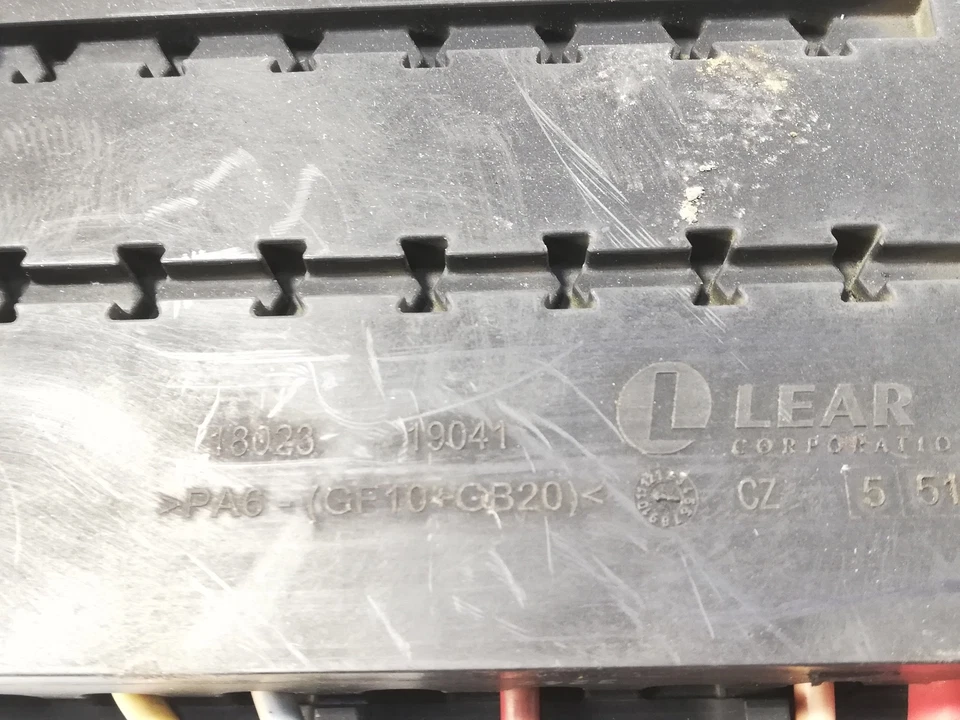 LEAR
CORPORATIO
18023 19041
>PA6 - (GF10+GB20)< CZ 5 51